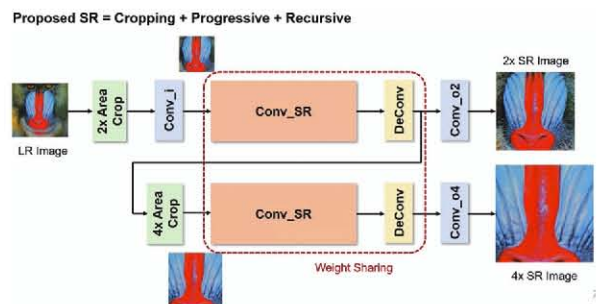 Proposed SR = Cropping + Progressive + Recursive
2x SR Image
2x Area
Crop
Conv_i
Conv_SR
DeConv
Conv_o2
LR Image
4x Area
Crop
Conv_SR
DeConv
Conv_o4
Weight Sharing
4x SR Image